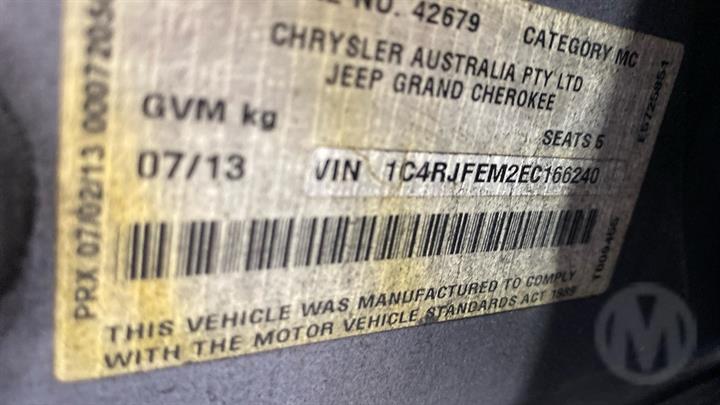 NO. 42679
CATEGORY MC
CHRYSLER AUSTRALIA PTY LTD
JEEP GRAND CHEROKEE
GVM kg
SEATS 5
07/13 VIN 1C4RJFEM2EC166240
THIS VEHICLE WAS MANUFACTURED TO COMPLY
WITH THE MOTOR VEHICLE STANDARDS ACT 1989
PRX 07/02/13
M